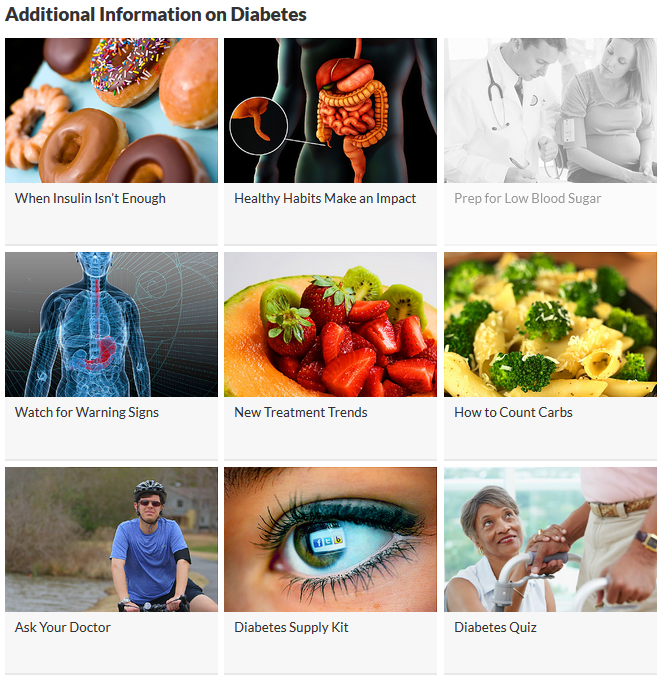 Additional Information on Diabetes
When Insulin Isn't Enough
Healthy Habits Make an Impact
Prep for Low Blood Sugar
Watch for Warning Signs
New Treatment Trends
How to Count Carbs
Ask Your Doctor
Diabetes Supply Kit
Diabetes Quiz